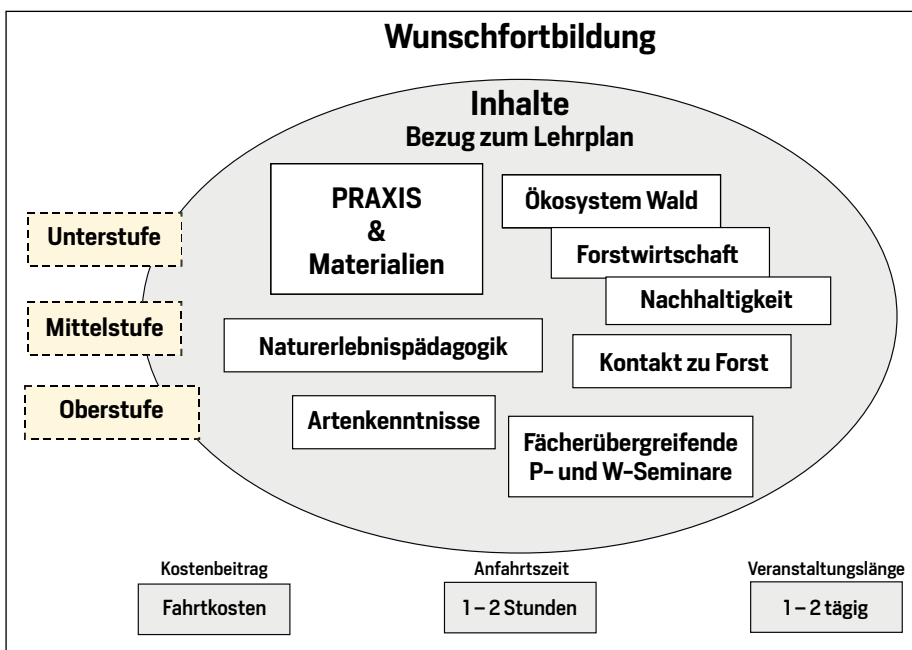 Wunschfortbildung
Inhalte
Bezug zum Lehrplan
PRAXIS
&
Materialien
Ökosystem Wald
Forstwirtschaft
Nachhaltigkeit
Unterstufe
Mittelstufe
Oberstufe
Naturerlebnispädagogik
Kontakt zu Forst
Artenkenntnisse
Fächerübergreifende
P- und W-Seminare
Kostenbeitrag
Fahrtkosten
Anfahrtszeit
1 – 2 Stunden
Veranstaltungslänge
1 – 2 tägig